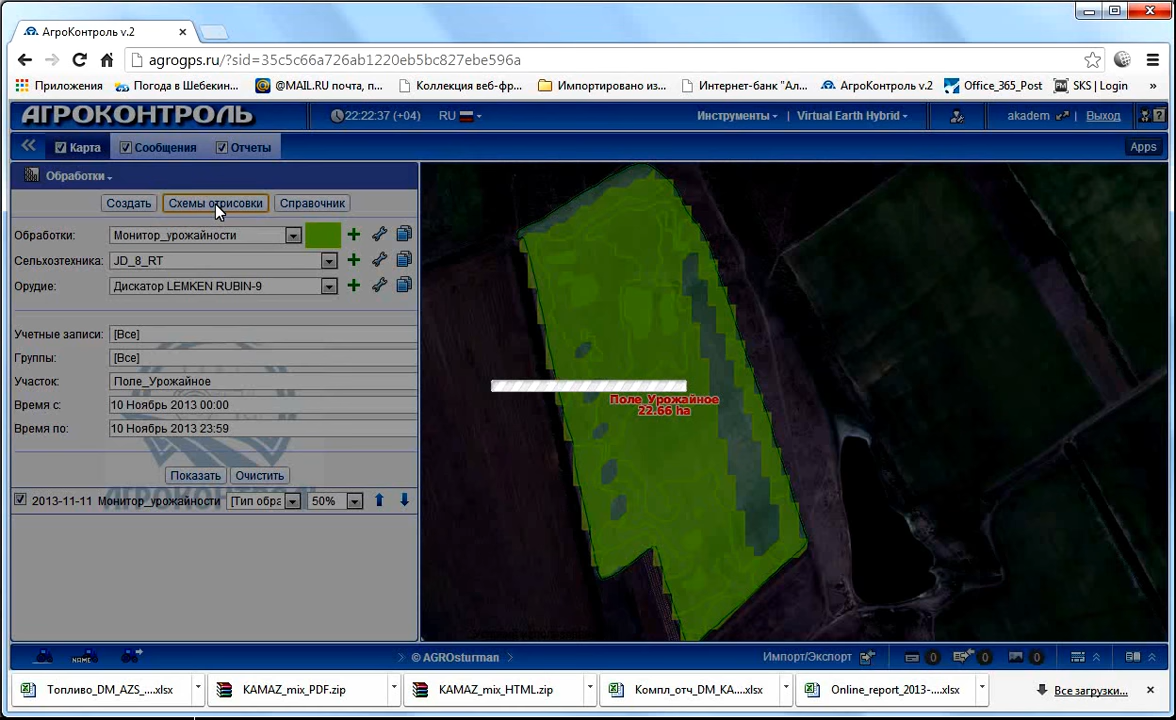 АгроКонтроль v.2
agrogps.ru/?sid=35c5c66a726ab1220eb5bc827ebe596a
Приложения Погода в Шебекин... @MAIL.RU почта, п... Коллекция веб-фр... Импортировано из... Интернет-банк "Ал... АгроКонтроль v.2 Office_365_Post SKS | Login »
АГРОКОНТРОЛЬ 22:22:37 (+04) RU Инструменты Virtual Earth Hybrid akadem Выход
Карта Сообщения Отчеты Apps
Обработки
Создать Схемы отрисовки Справочник
Обработки: Монитор_урожайности
Сельхозтехника: JD_8_RT
Орудие: Дискатор LEMKEN RUBIN-9
Учетные записи: [Все]
Группы: [Все]
Участок: Поле_Урожайное
Время с: 10 Ноябрь 2013 00:00
Время по: 10 Ноябрь 2013 23:59
Показать Очистить
АГРОКОНТРОЛ
2013-11-11 Монитор_урожайности [Тип обра 50%
Поле_Урожайное
22.66 ha
NAME © AGROsturman Импорт/Экспорт 0 0 0
Топливо_DM_AZS_....xlsx KAMAZ_mix_PDF.zip KAMAZ_mix_HTML.zip Компл_отч_DM_KA....xlsx Online_report_2013-....xlsx Все загрузки...